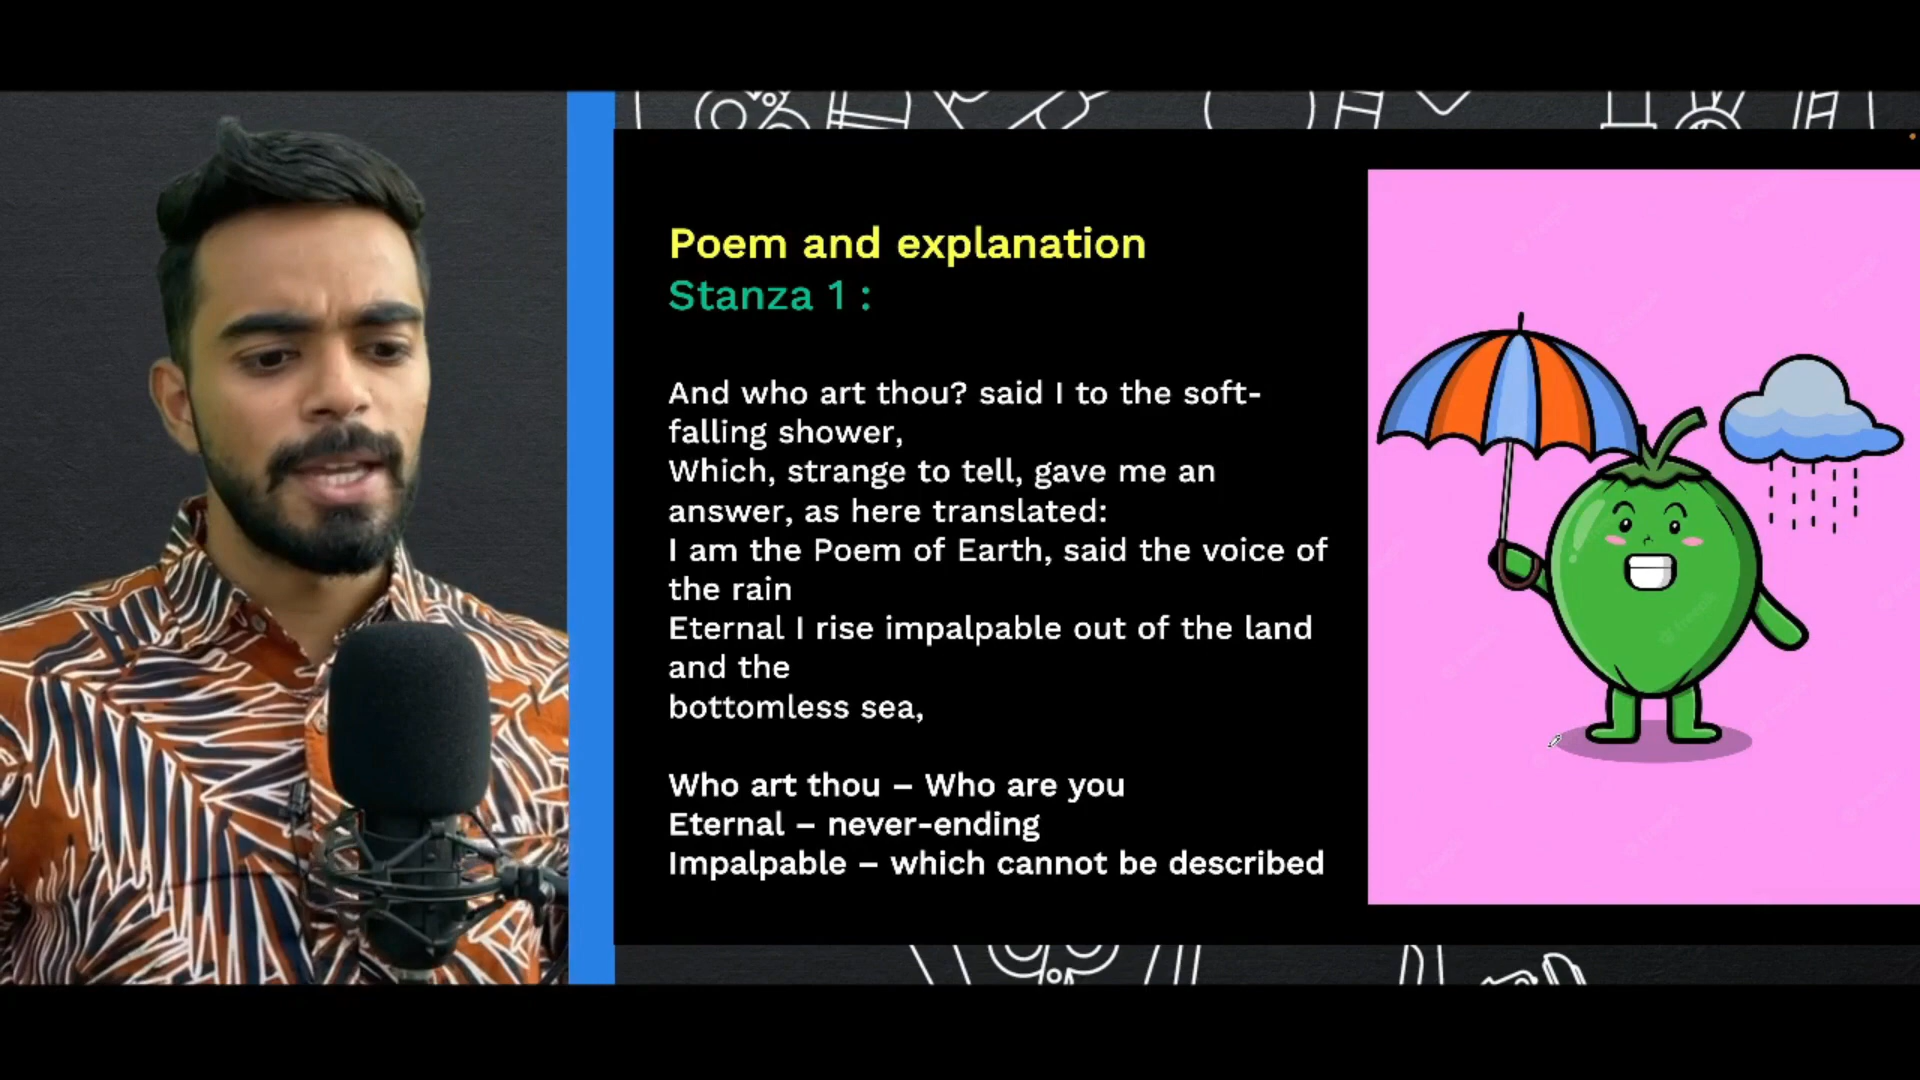 Poem and explanation
Stanza 1 :
And who art thou? said I to the soft-
falling shower,
Which, strange to tell, gave me an
answer, as here translated:
I am the Poem of Earth, said the voice of
the rain
Eternal I rise impalpable out of the land
and the
bottomless sea,
Who art thou – Who are you
Eternal – never-ending
Impalpable – which cannot be described